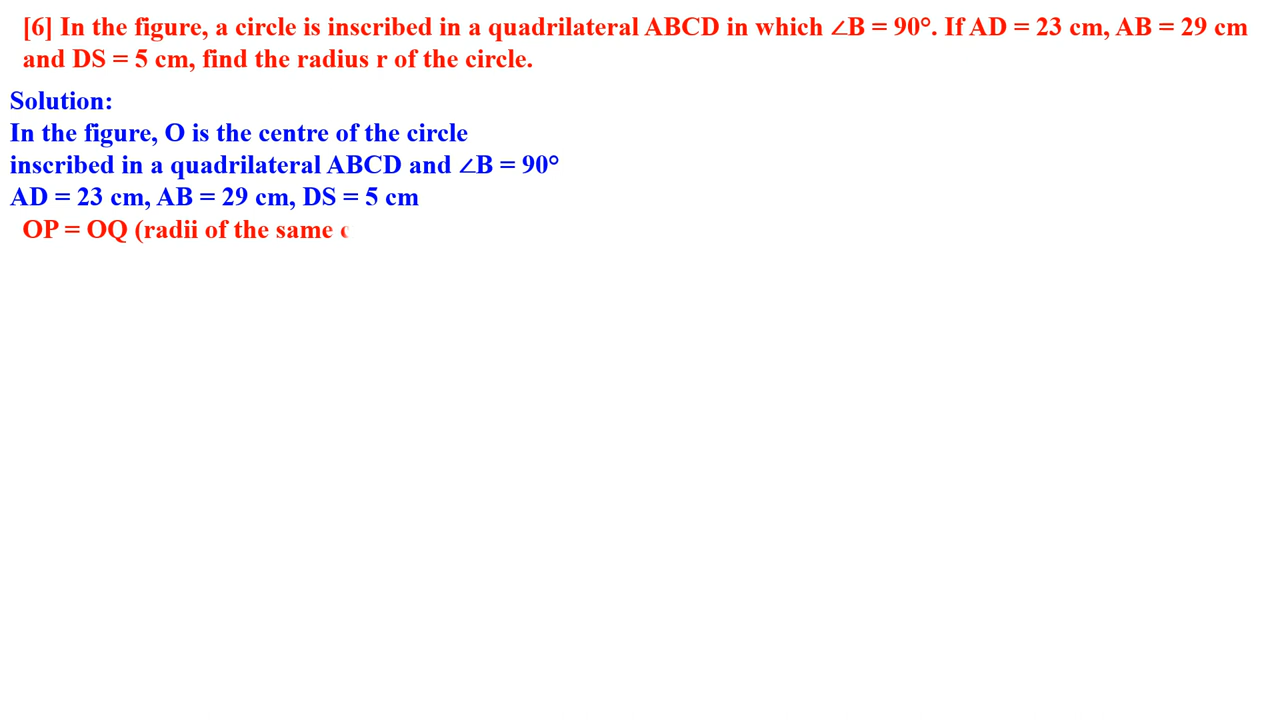 [6] In the figure, a circle is inscribed in a quadrilateral ABCD in which ∠B = 90°. If AD = 23 cm, AB = 29 cm
and DS = 5 cm, find the radius r of the circle.
Solution:
In the figure, O is the centre of the circle
inscribed in a quadrilateral ABCD and ∠B = 90°
AD = 23 cm, AB = 29 cm, DS = 5 cm
OP = OQ (radii of the same